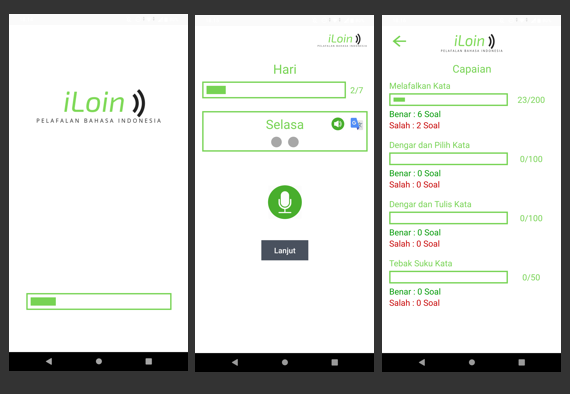 iLoin
PELAFALAN BAHASA INDONESIA
iLoin
PELAFALAN BAHASA INDONESIA
Hari
2/7
Selasa
Lanjut
iLoin
PELAFALAN BAHASA INDONESIA
Capaian
Melafalkan Kata
23/200
Benar : 6 Soal
Salah : 2 Soal
Dengar dan Pilih Kata
0/100
Benar : 0 Soal
Salah : 0 Soal
Dengar dan Tulis Kata
0/100
Benar : 0 Soal
Salah : 0 Soal
Tebak Suku Kata
0/50
Benar : 0 Soal
Salah : 0 Soal